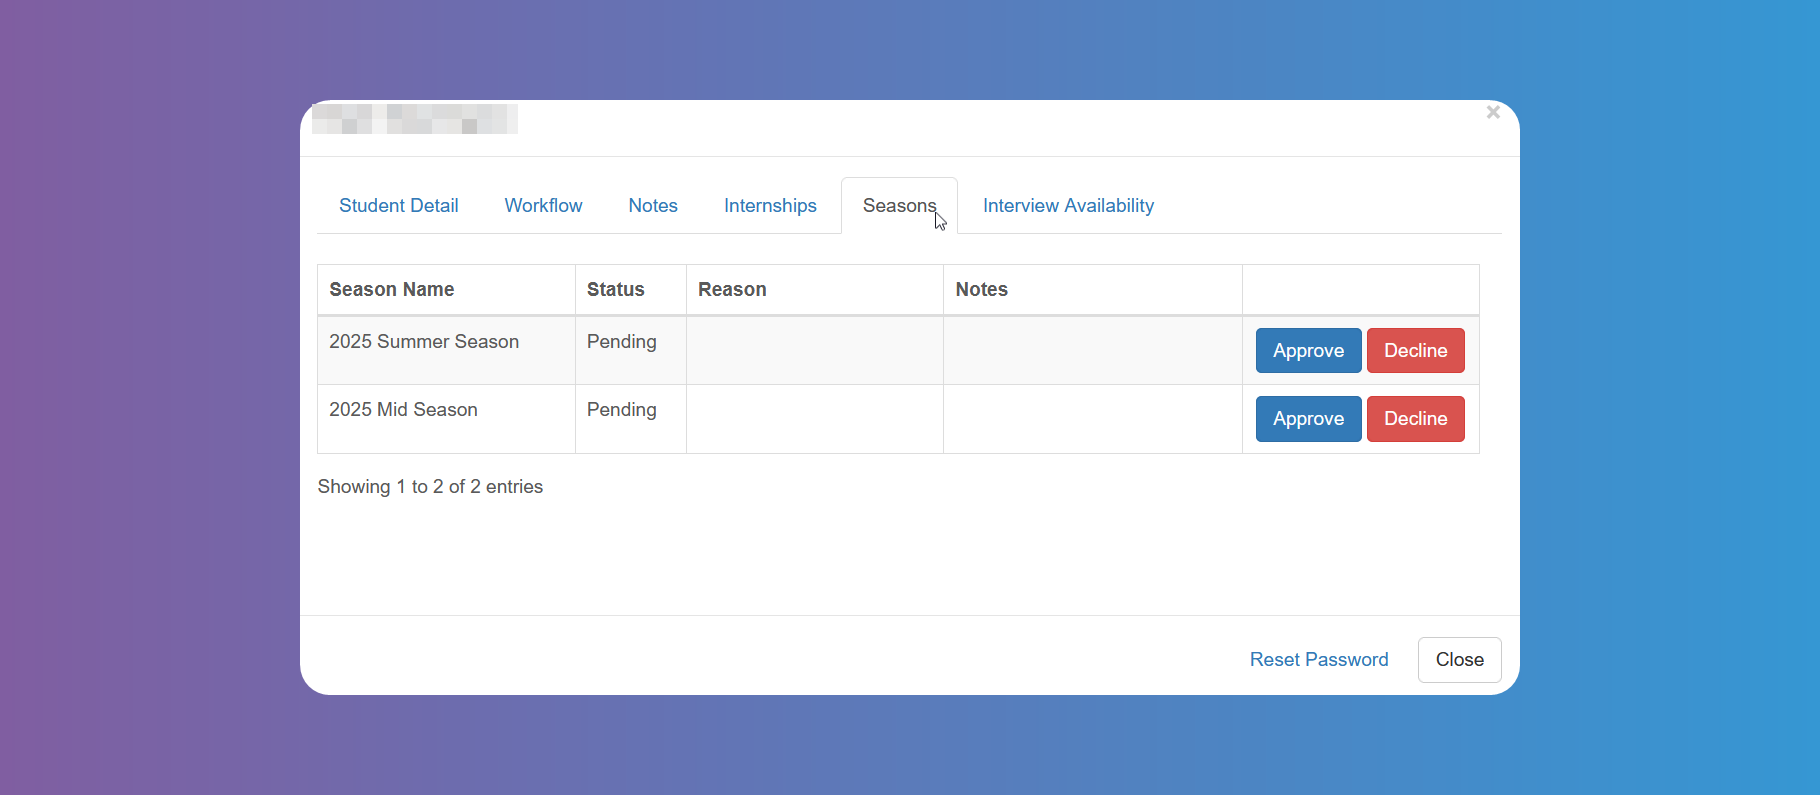 ×
Student Detail Workflow Notes Internships Seasons Interview Availability
Season Name Status Reason Notes
2025 Summer Season Pending Approve Decline
2025 Mid Season Pending Approve Decline
Showing 1 to 2 of 2 entries
Reset Password Close